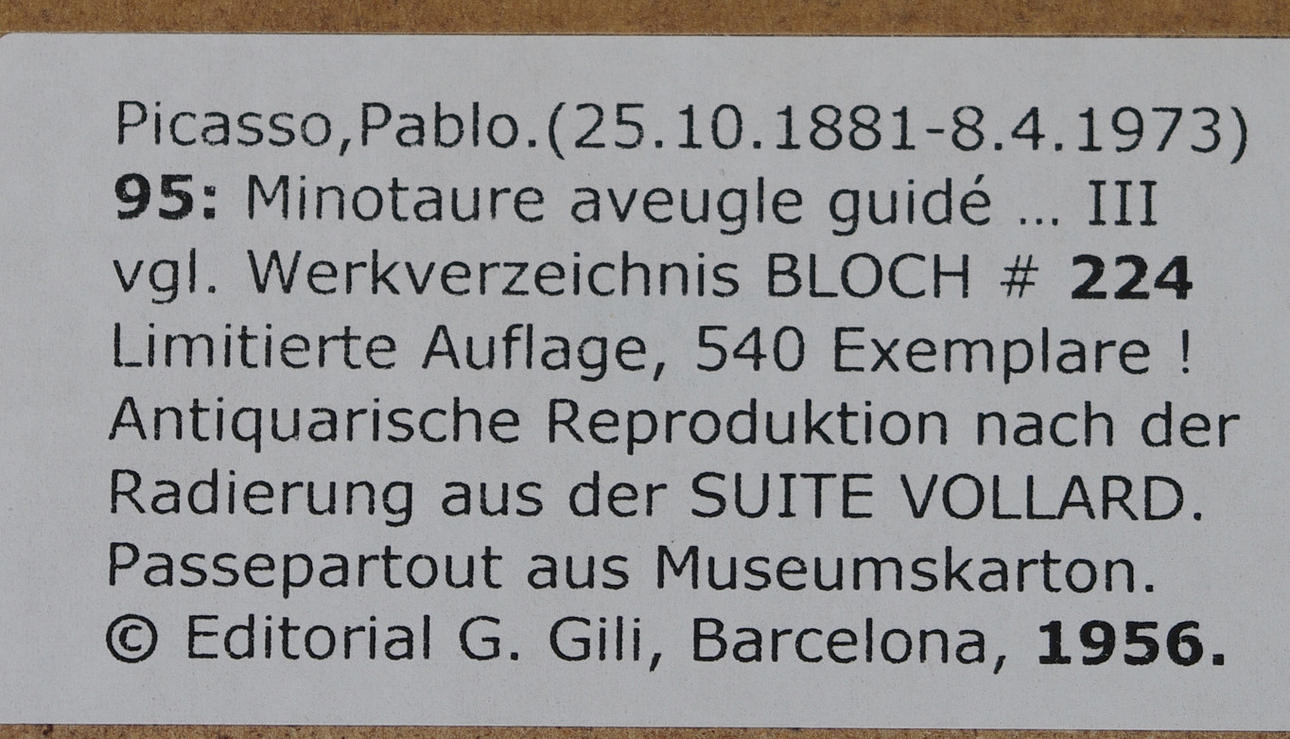 Picasso,Pablo.(25.10.1881-8.4.1973)
95: Minotaure aveugle guidé ... III
vgl. Werkverzeichnis BLOCH # 224
Limitierte Auflage, 540 Exemplare !
Antiquarische Reproduktion nach der
Radierung aus der SUITE VOLLARD.
Passepartout aus Museumskarton.
© Editorial G. Gili, Barcelona, 1956.